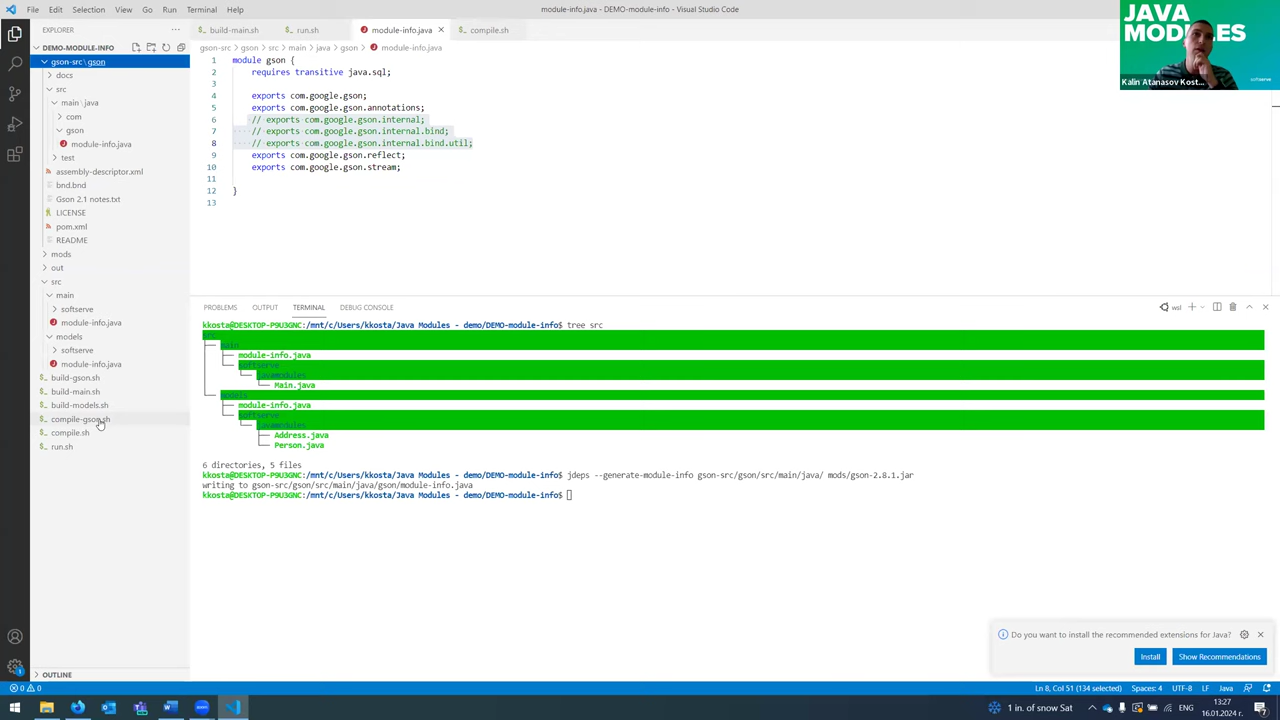 File Edit Selection View Go Run Terminal Help
module-info.java - DEMO-module-info - Visual Studio Code
EXPLORER
DEMO-MODULE-INFO
gson-src\gson
docs
src
main\java
com
gson
module-info.java
test
assembly-descriptor.xml
bnd.bnd
Gson 2.1 notes.txt
LICENSE
pom.xml
README
mods
out
src
main
softserve
module-info.java
models
softserve
module-info.java
build-gson.sh
build-main.sh
build-models.sh
compile-gson.sh
compile.sh
run.sh
OUTLINE
build-main.sh run.sh module-info.java compile.sh
gson-src > gson > src > main > java > gson > module-info.java
1 module gson {
2 requires transitive java.sql;
3
4 exports com.google.gson;
5 exports com.google.gson.annotations;
6 // exports com.google.gson.internal;
7 // exports com.google.gson.internal.bind;
8 // exports com.google.gson.internal.bind.util;
9 exports com.google.gson.reflect;
10 exports com.google.gson.stream;
11
12 }
13
JAVA
MODULES
Kalin Atanasov Kost...
softserve
PROBLEMS OUTPUT TERMINAL DEBUG CONSOLE
wsl
kkosta@DESKTOP-P9U3GNC:/mnt/c/Users/kkosta/Java Modules - demo/DEMO-module-info$ tree src
src
main
module-info.java
softserve
javamodules
Main.java
models
module-info.java
softserve
javamodules
Address.java
Person.java
6 directories, 5 files
kkosta@DESKTOP-P9U3GNC:/mnt/c/Users/kkosta/Java Modules - demo/DEMO-module-info$ jdeps --generate-module-info gson-src/gson/src/main/java/ mods/gson-2.8.1.jar
writing to gson-src/gson/src/main/java/gson/module-info.java
kkosta@DESKTOP-P9U3GNC:/mnt/c/Users/kkosta/Java Modules - demo/DEMO-module-info$
Do you want to install the recommended extensions for Java?
Install Show Recommendations
0 0
Ln 8, Col 51 (134 selected) Spaces: 4 UTF-8 LF Java
1 in. of snow Sat
ENG
13:27
16.01.2024 г.
7